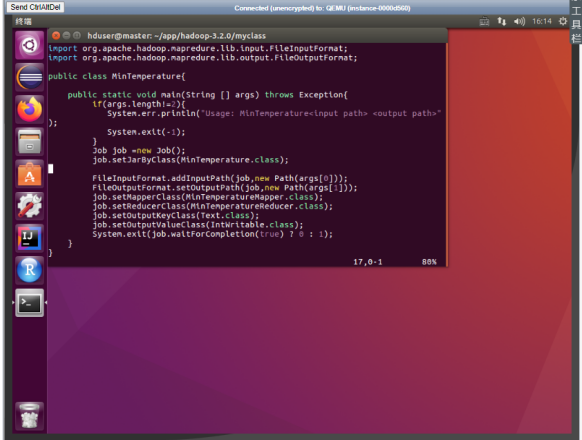 Send CtrlAltDel
Connected (unencrypted) to: QEMU (instance-0000d560)
工具栏
终端
16:14
hduser@master: ~/app/hadoop-3.2.0/myclass
import org.apache.hadoop.mapredure.lib.input.FileInputFormat;
import org.apache.hadoop.mapredure.lib.output.FileOutputFormat;
public class MinTemperature{
public static void main(String [] args) throws Exception{
if(args.length!=2){
System.err.println("Usage: MinTemperature<input path> <output path>"
);
System.exit(-1);
}
Job job =new Job();
job.setJarByClass(MinTemperature.class);
FileInputFormat.addInputPath(job,new Path(args[0]));
FileOutputFormat.setOutputPath(job,new Path(args[1]));
job.setMapperClass(MinTemperatureMapper.class);
job.setReducerClass(MinTemperatureReducer.class);
job.setOutputKeyClass(Text.class);
job.setOutputValueClass(IntWritable.class);
System.exit(job.waitForCompletion(true) ? 0 : 1);
}
}
17,0-1 80%